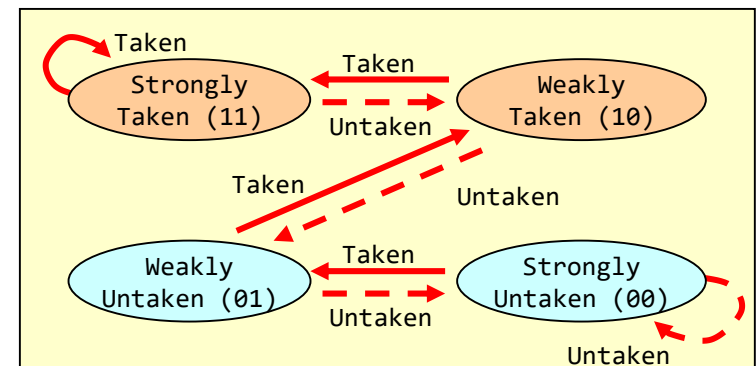 Taken
Strongly
Taken (11)
Taken
Untaken
Weakly
Taken (10)
Taken
Untaken
Weakly
Untaken (01)
Taken
Untaken
Strongly
Untaken (00)
Untaken